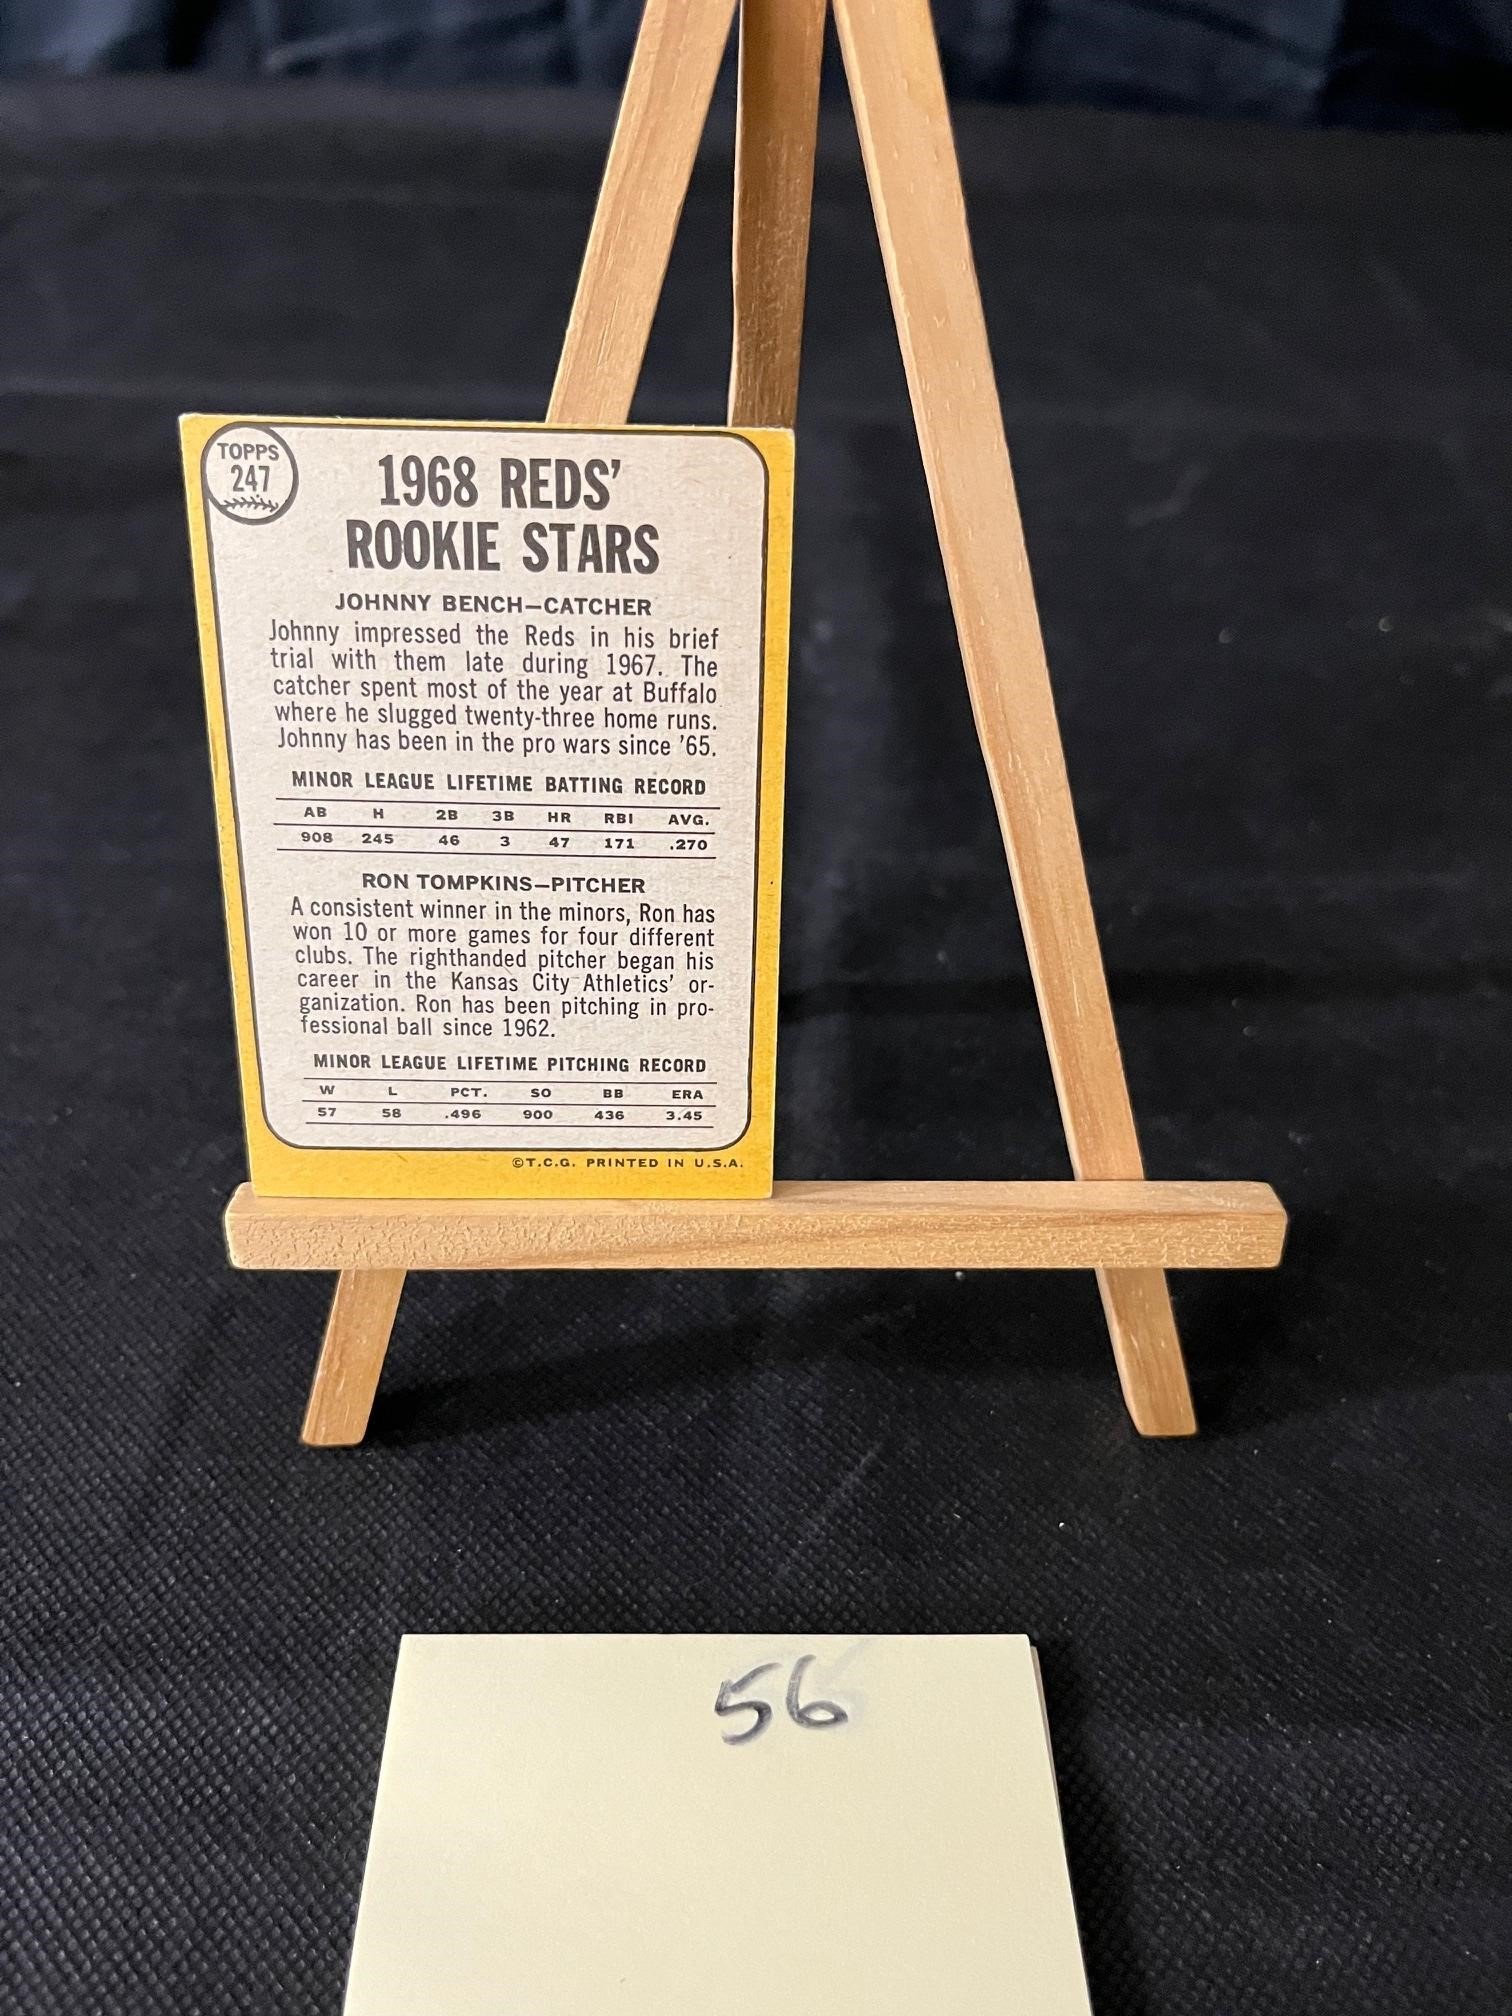 TOPPS
247
1968 REDS'
ROOKIE STARS
JOHNNY BENCH—CATCHER
Johnny impressed the Reds in his brief
trial with them late during 1967. The
catcher spent most of the year at Buffalo
where he slugged twenty-three home runs.
Johnny has been in the pro wars since '65.
MINOR LEAGUE LIFETIME BATTING RECORD
AB H 2B 3B HR RBI AVG.
908 245 46 3 47 171 .270
RON TOMPKINS—PITCHER
A consistent winner in the minors, Ron has
won 10 or more games for four different
clubs. The righthanded pitcher began his
career in the Kansas City Athletics' or-
ganization. Ron has been pitching in pro-
fessional ball since 1962.
MINOR LEAGUE LIFETIME PITCHING RECORD
W L PCT. SO BB ERA
57 58 .496 900 436 3.45
©T.C.G. PRINTED IN U.S.A.
56